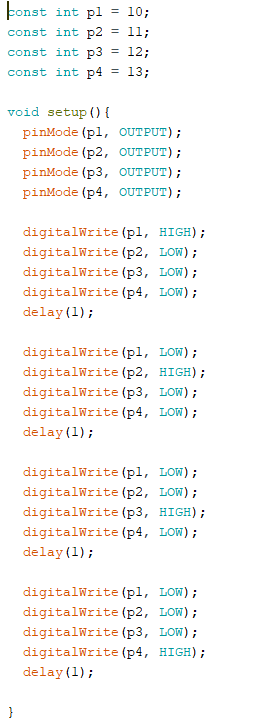 const int p1 = 10;
const int p2 = 11;
const int p3 = 12;
const int p4 = 13;

void setup(){
  pinMode(p1, OUTPUT);
  pinMode(p2, OUTPUT);
  pinMode(p3, OUTPUT);
  pinMode(p4, OUTPUT);

  digitalWrite(p1, HIGH);
  digitalWrite(p2, LOW);
  digitalWrite(p3, LOW);
  digitalWrite(p4, LOW);
  delay(1);

  digitalWrite(p1, LOW);
  digitalWrite(p2, HIGH);
  digitalWrite(p3, LOW);
  digitalWrite(p4, LOW);
  delay(1);

  digitalWrite(p1, LOW);
  digitalWrite(p2, LOW);
  digitalWrite(p3, HIGH);
  digitalWrite(p4, LOW);
  delay(1);

  digitalWrite(p1, LOW);
  digitalWrite(p2, LOW);
  digitalWrite(p3, LOW);
  digitalWrite(p4, HIGH);
  delay(1);

}